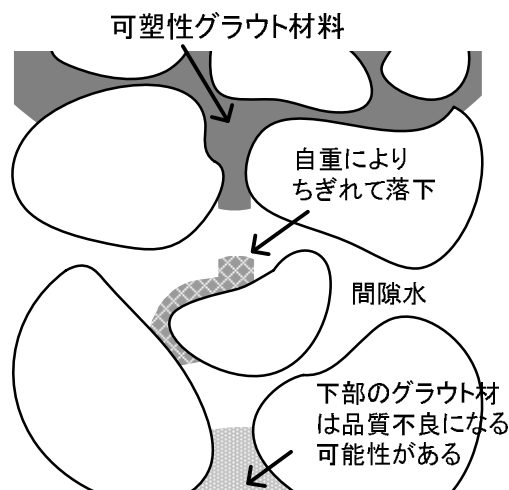 可塑性グラウト材料
自重により
ちぎれて落下
間隙水
下部のグラウト材
は品質不良になる
可能性がある